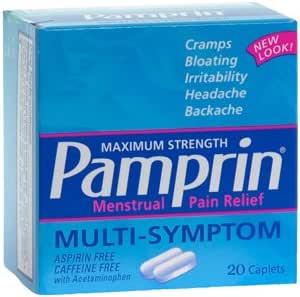 Cramps
Bloating
Irritability
Headache
Backache
NEW
LOOK!
MAXIMUM STRENGTH
Pamprin®
Menstrual Pain Relief
MULTI-SYMPTOM
ASPIRIN FREE
CAFFEINE FREE
with Acetaminophen
20 Caplets